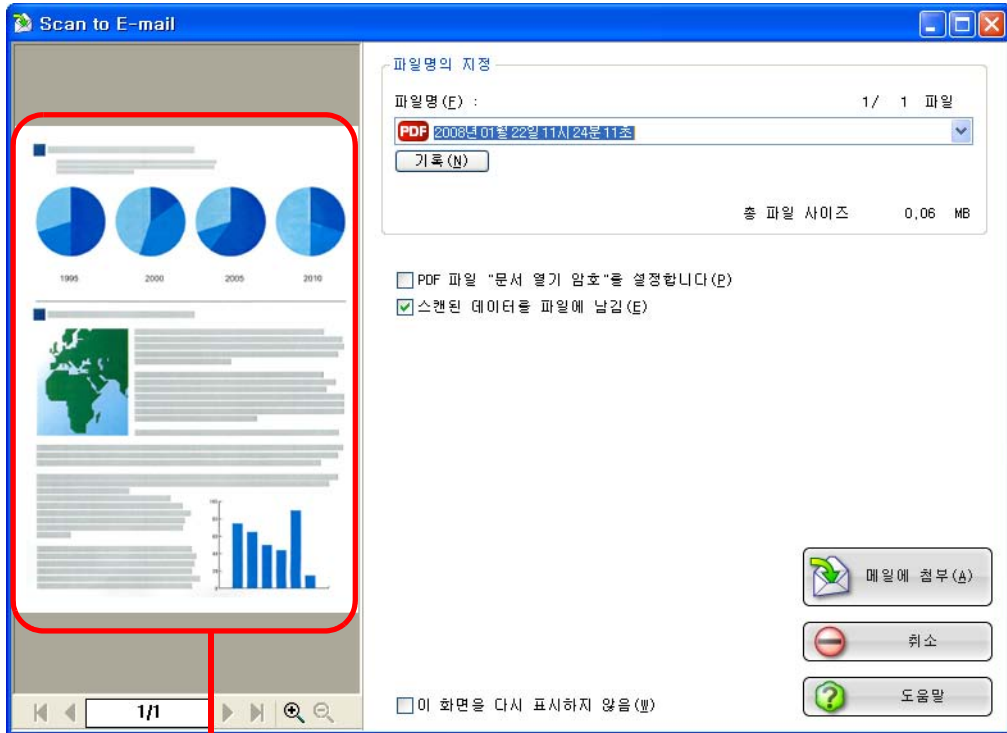 Scan to E-mail
파일명의 지정
파일명(F) :
1/ 1 파일
PDF 2008년 01월 22일 11시 24분 11초
기록(N)
총 파일 사이즈 0.06 MB
PDF 파일 "문서 열기 암호"를 설정합니다(P)
스캔된 데이터를 파일에 남김(E)
1995 2000 2005 2010
메일에 첨부(A)
취소
도움말
1/1
이 화면을 다시 표시하지 않음(W)